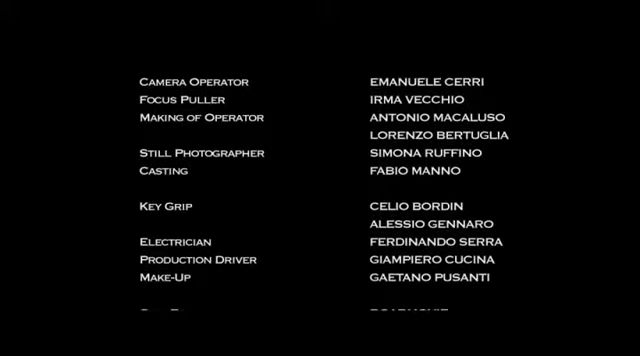 Camera Operator EMANUELE CERRI
Focus Puller IRMA VECCHIO
Making of Operator ANTONIO MACALUSO
LORENZO BERTUGLIA
Still Photographer SIMONA RUFFINO
Casting FABIO MANNO
Key Grip CELIO BORDIN
ALESSIO GENNARO
Electrician FERDINANDO SERRA
Production Driver GIAMPIERO CUCINA
Make-Up GAETANO PUSANTI